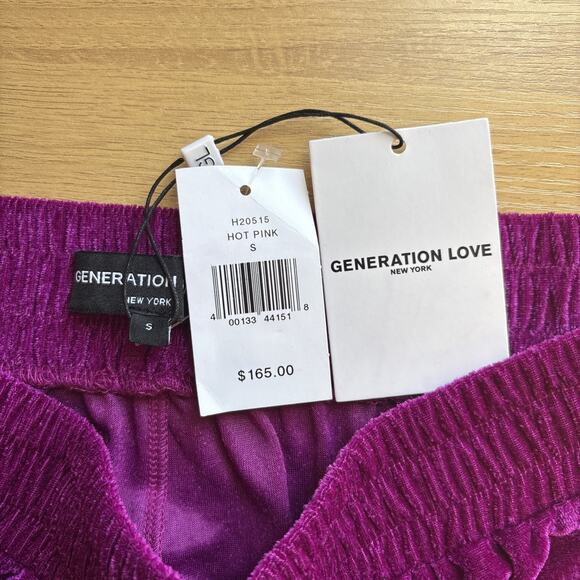 GENERATION
NEW YORK
S
H20515
HOT PINK
S
4 00133 44151 8
$165.00
GENERATION LOVE
NEW YORK